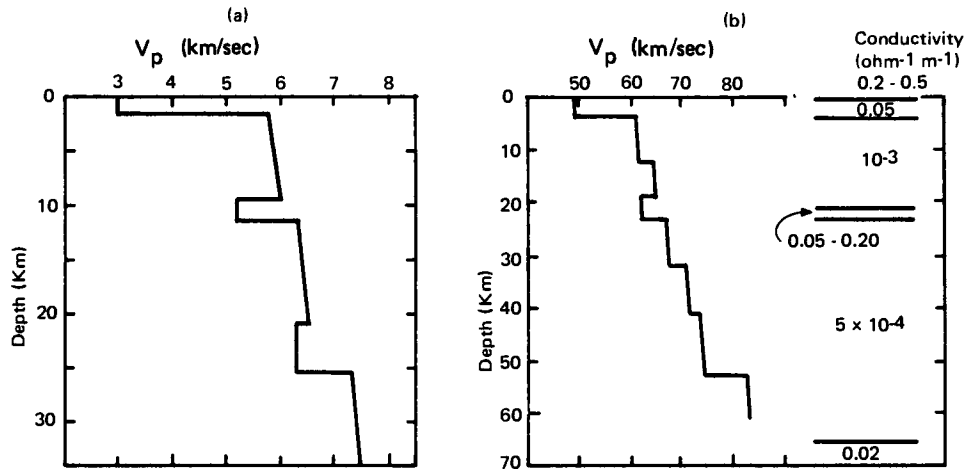 (a)
V_p (km/sec)
3 4 5 6 7 8
0
10
20
30
Depth (Km)
(b)
V_p (km/sec)
50 60 70 80
0
10
20
30
40
50
60
70
Depth (Km)
Conductivity
(ohm-1 m-1)
0.2 - 0.5
0.05
10-3
0.05 - 0.20
5 × 10-4
0.02